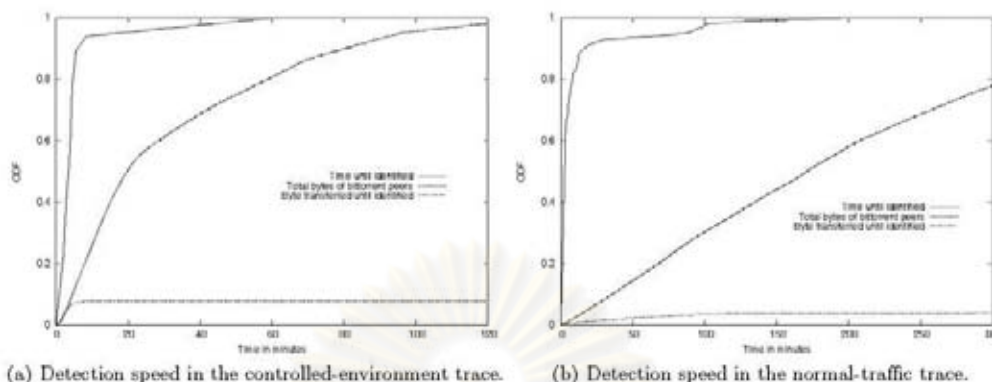 1
0.8
0.6
0.4
0.2
0
CDF
Time until identified
Total bytes of bittorrent peers
Byte transferred until identified
0 20 40 60 80 100 120
Time in minutes
(a) Detection speed in the controlled-environment trace.
1
0.8
0.6
0.4
0.2
0
CDF
Time until identified
Total bytes of bittorrent peers
Byte transferred until identified
0 50 100 150 200 250
Time in minutes
(b) Detection speed in the normal-traffic trace.